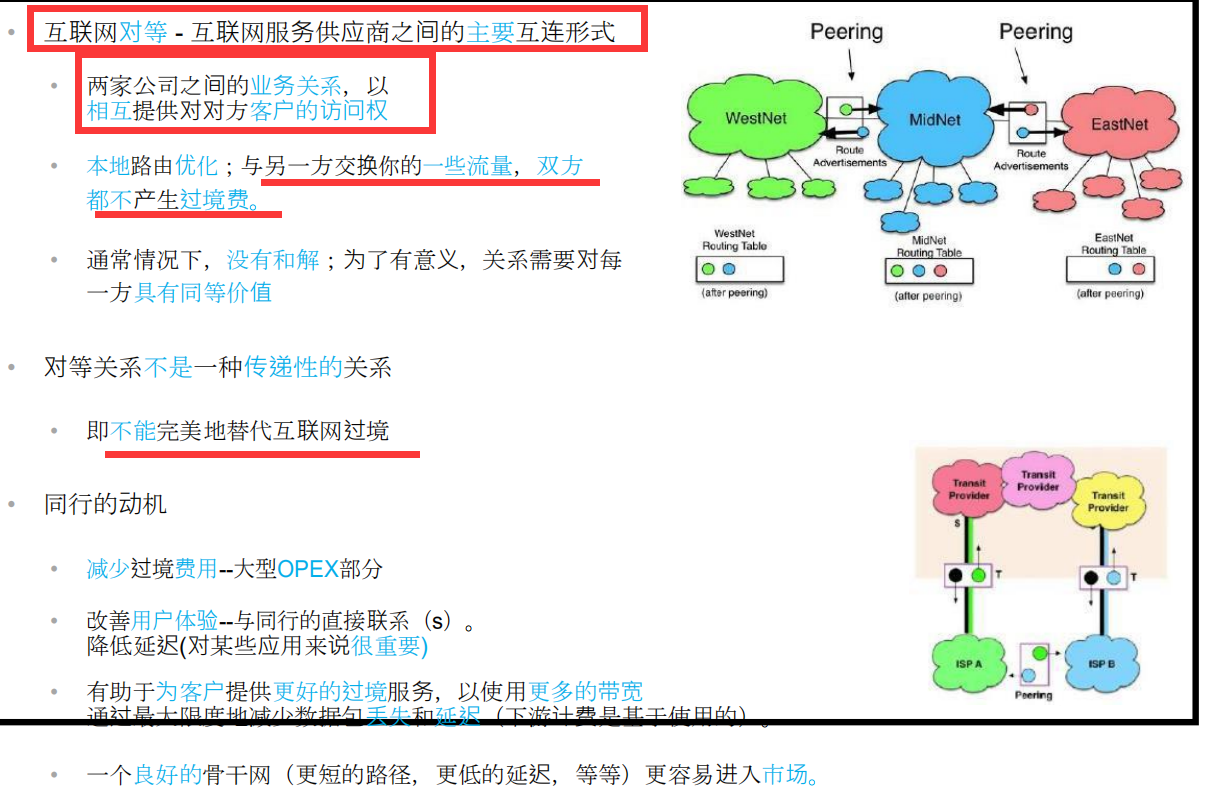 互联网对等 - 互联网服务供应商之间的主要互连形式
两家公司之间的业务关系，以
相互提供对对方客户的访问权
本地路由优化；与另一方交换你的一些流量，双方
都不产生过境费。
通常情况下，没有和解；为了有意义，关系需要对每
一方具有同等价值
对等关系不是一种传递性的关系
即不能完美地替代互联网过境
同行的动机
减少过境费用--大型OPEX部分
改善用户体验--与同行的直接联系（s）。
降低延迟(对某些应用来说很重要)
有助于为客户提供更好的过境服务，以使用更多的带宽
通过最大限度地减少数据包丢失和延迟（下游计费是基于使用的）。
一个良好的骨干网（更短的路径，更低的延迟，等等）更容易进入市场。
Peering
Peering
WestNet
MidNet
EastNet
Route
Advertisements
Route
Advertisements
WestNet
Routing Table
(after peering)
MidNet
Routing Table
(after peering)
EastNet
Routing Table
(after peering)
Transit
Provider
Transit
Provider
Transit
Provider
S
T
T
ISP A
ISP B
Peering